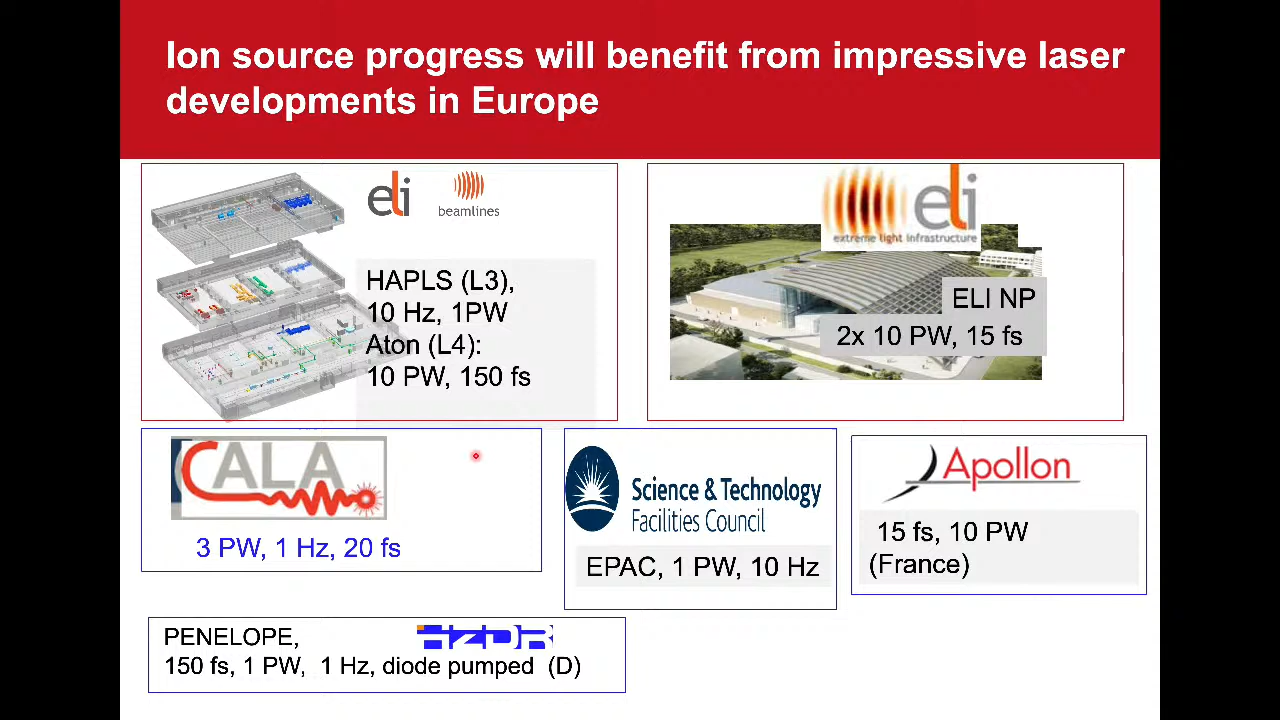 Ion source progress will benefit from impressive laser
developments in Europe
eli
beamlines
HAPLS (L3),
10 Hz, 1PW
Aton (L4):
10 PW, 150 fs
eli
extreme light infrastructure
ELI NP
2x 10 PW, 15 fs
CALA
3 PW, 1 Hz, 20 fs
Science & Technology
Facilities Council
EPAC, 1 PW, 10 Hz
Apollon
15 fs, 10 PW
(France)
PENELOPE,
HZDR
150 fs, 1 PW, 1 Hz, diode pumped (D)